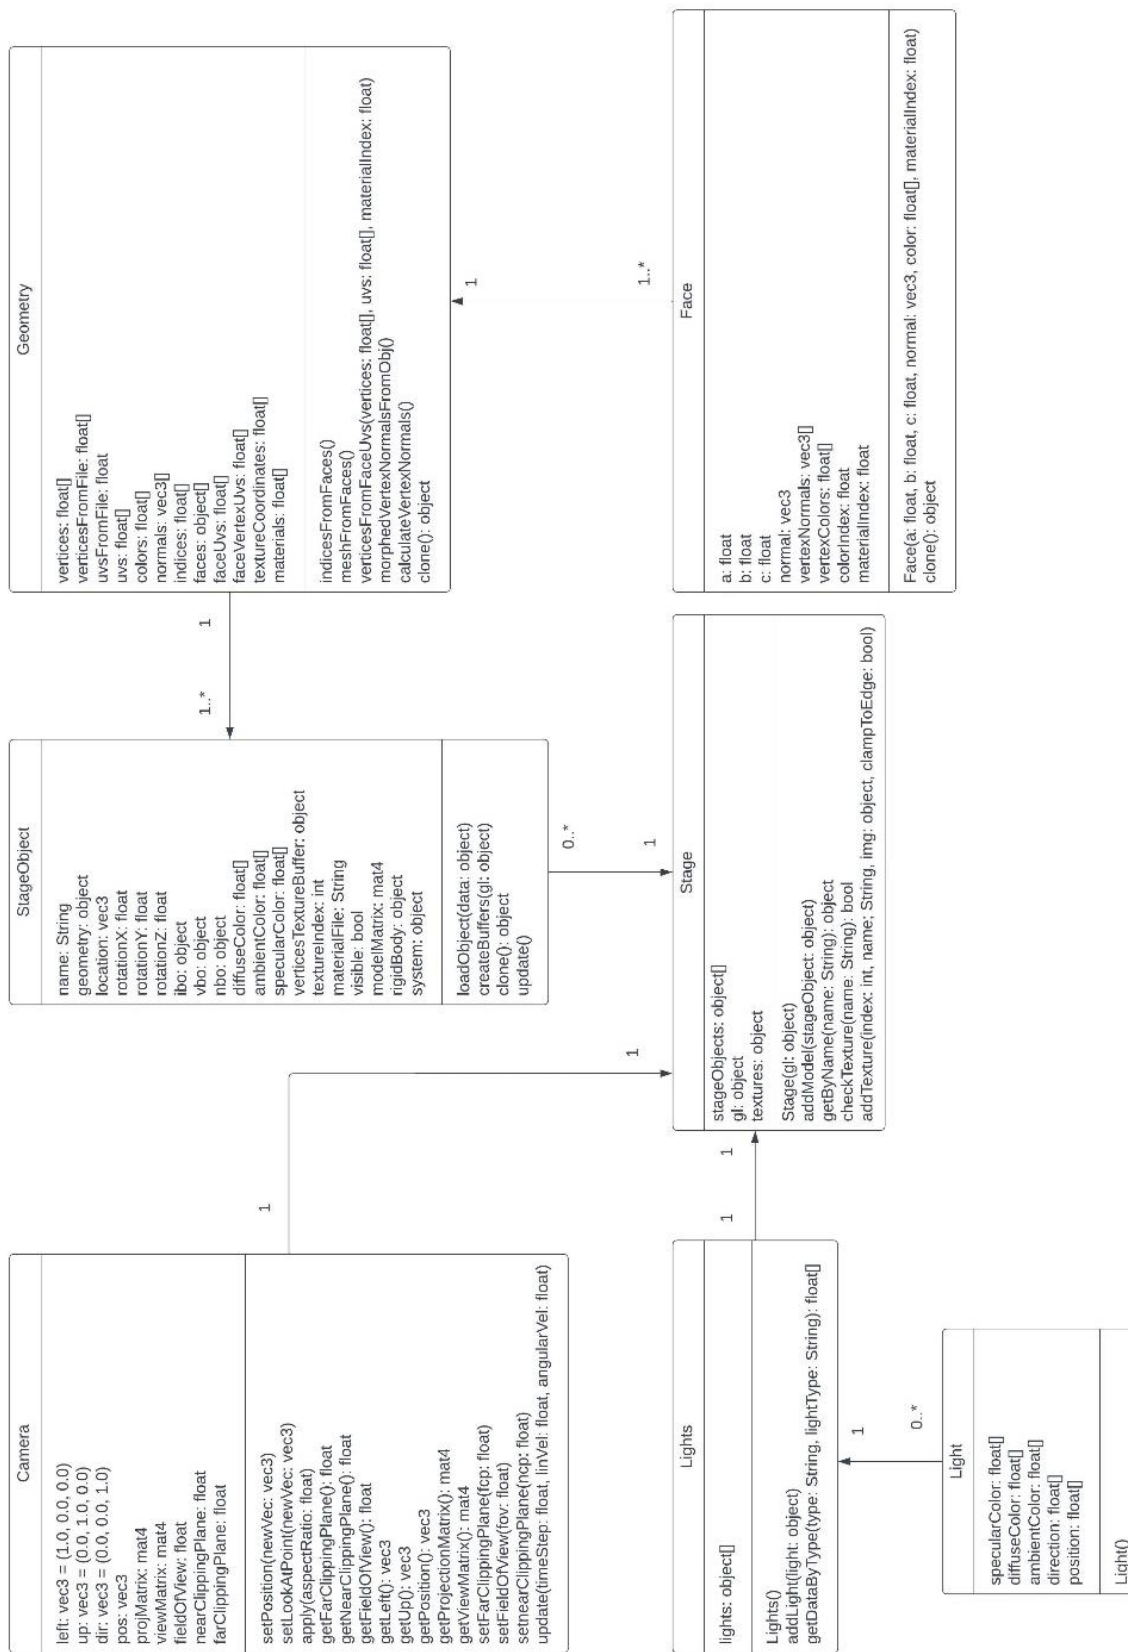 Camera
left: vec3 = (1.0, 0.0, 0.0)
up: vec3 = (0.0, 1.0, 0.0)
dir: vec3 = (0.0, 0.0, 1.0)
pos: vec3
projMatrix: mat4
viewMatrix: mat4
fieldOfView: float
nearClippingPlane: float
farClippingPlane: float
setPosition(newVec: vec3)
setLookAtPoint(newVec: vec3)
apply(aspectRatio: float)
getFarClippingPlane(): float
getNearClippingPlane(): float
getFieldOfView(): float
getLeft(): vec3
getUp(): vec3
getPosition(): vec3
getProjectionMatrix(): mat4
getViewMatrix(): mat4
setFarClippingPlane(fcp: float)
setFieldOfView(fov: float)
setnearClippingPlane(ncp: float)
update(timeStep: float, linVel: float, angularVel: float)
1
1
StageObject
name: String
geometry: object
location: vec3
rotationX: float
rotationY: float
rotationZ: float
ibo: object
vbo: object
nbo: object
diffuseColor: float[]
ambientColor: float[]
specularColor: float[]
verticesTextureBuffer: object
textureIndex: int
materialFile: String
visible: bool
modelMatrix: mat4
rigidBody: object
system: object
loadObject(data: object)
createBuffers(gl: object)
clone(): object
update()
1..*
1
0..*
1
Geometry
vertices: float[]
verticesFromFile: float[]
uvsFromFile: float
uvs: float[]
colors: float[]
normals: vec3[]
indices: float[]
faces: object[]
faceUvs: float[]
faceVertexUvs: float[]
textureCoordinates: float[]
materials: float[]
indicesFromFaces()
meshFromFaces()
verticesFromFaceUvs(vertices: float[], uvs: float[], materialIndex: float)
morphedVertexNormalsFromObj()
calculateVertexNormals()
clone(): object
1
1..*
Lights
lights: object[]
Lights()
addLight(light: object)
getDataByType(type: String, lightType: String): float[]
1
1
Stage
stageObjects: object[]
gl: object
textures: object
Stage(gl: object)
addModel(stageObject: object)
getByName(name: String): object
checkTexture(name: String): bool
addTexture(index: int, name; String, img: object, clampToEdge: bool)
Face
a: float
b: float
c: float
normal: vec3
vertexNormals: vec3[]
vertexColors: float[]
colorIndex: float
materialIndex: float
Face(a: float, b: float, c: float, normal: vec3, color: float[], materialIndex: float)
clone(): object
1
0..*
Light
specularColor: float[]
diffuseColor: float[]
ambientColor: float[]
direction: float[]
position: float[]
Light()